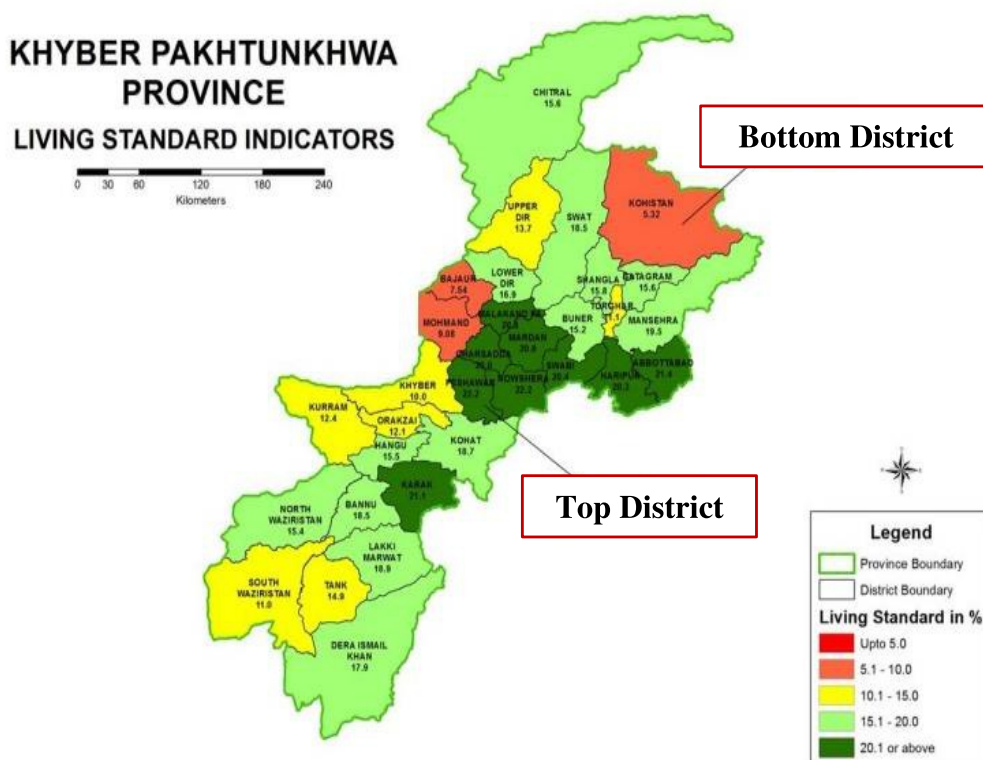 KHYBER PAKHTUNKHWA
PROVINCE
LIVING STANDARD INDICATORS
0 30 60 120 180 240
Kilometers
CHITRAL
15.6
Bottom District
KOHISTAN
5.32
UPPER
DIR
13.7
SWAT
18.5
LOWER
DIR
16.9
SHANGLA
15.8
BATAGRAM
15.6
BAJAUR
7.54
TORGHAR
11.1
MANSEHRA
19.5
BUNER
15.2
MOHMAND
9.08
MALAKAND
MARDAN
CHARSADDA
SWABI
20.4
ABBOTTABAD
21.4
HARIPUR
20.3
PESHAWAR
NOWSHERA
22.2
KHYBER
10.0
KURRAM
12.4
ORAKZAI
12.1
HANGU
15.5
KOHAT
18.7
KARAK
21.1
Top District
NORTH
WAZIRISTAN
15.4
BANNU
18.5
LAKKI
MARWAT
18.9
SOUTH
WAZIRISTAN
11.0
TANK
14.9
DERA ISMAIL
KHAN
17.9
Legend
Province Boundary
District Boundary
Living Standard in %
Upto 5.0
5.1 - 10.0
10.1 - 15.0
15.1 - 20.0
20.1 or above